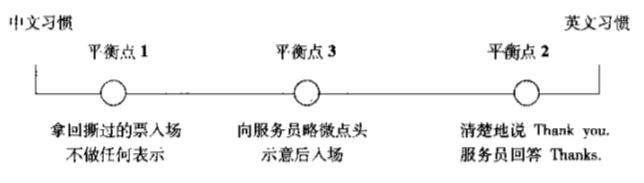 中文习惯
英文习惯
平衡点 1
平衡点 3
平衡点 2
拿回撕过的票入场
不做任何表示
向服务员略微点头
示意后入场
清楚地说 Thank you.
服务员回答 Thanks.